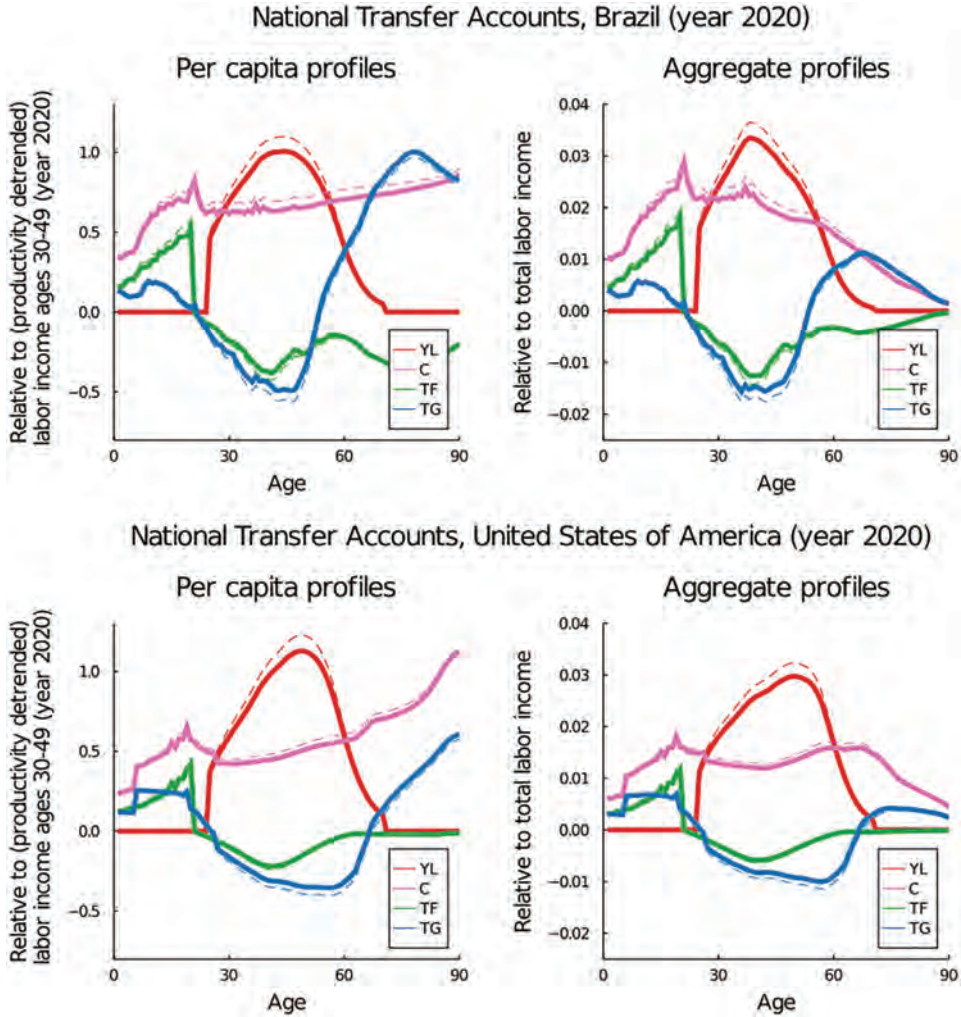 National Transfer Accounts, Brazil (year 2020)
Per capita profiles
Aggregate profiles
Relative to (productivity detrended)
labor income ages 30-49 (year 2020)
1.0
0.5
0.0
−0.5
0
30
60
90
Age
YL
C
TF
TG
Relative to total labor income
0.04
0.03
0.02
0.01
0.00
−0.01
−0.02
0
30
60
90
Age
YL
C
TF
TG
National Transfer Accounts, United States of America (year 2020)
Per capita profiles
Aggregate profiles
Relative to (productivity detrended)
labor income ages 30-49 (year 2020)
1.0
0.5
0.0
−0.5
0
30
60
90
Age
YL
C
TF
TG
Relative to total labor income
0.04
0.03
0.02
0.01
0.00
−0.01
−0.02
0
30
60
90
Age
YL
C
TF
TG